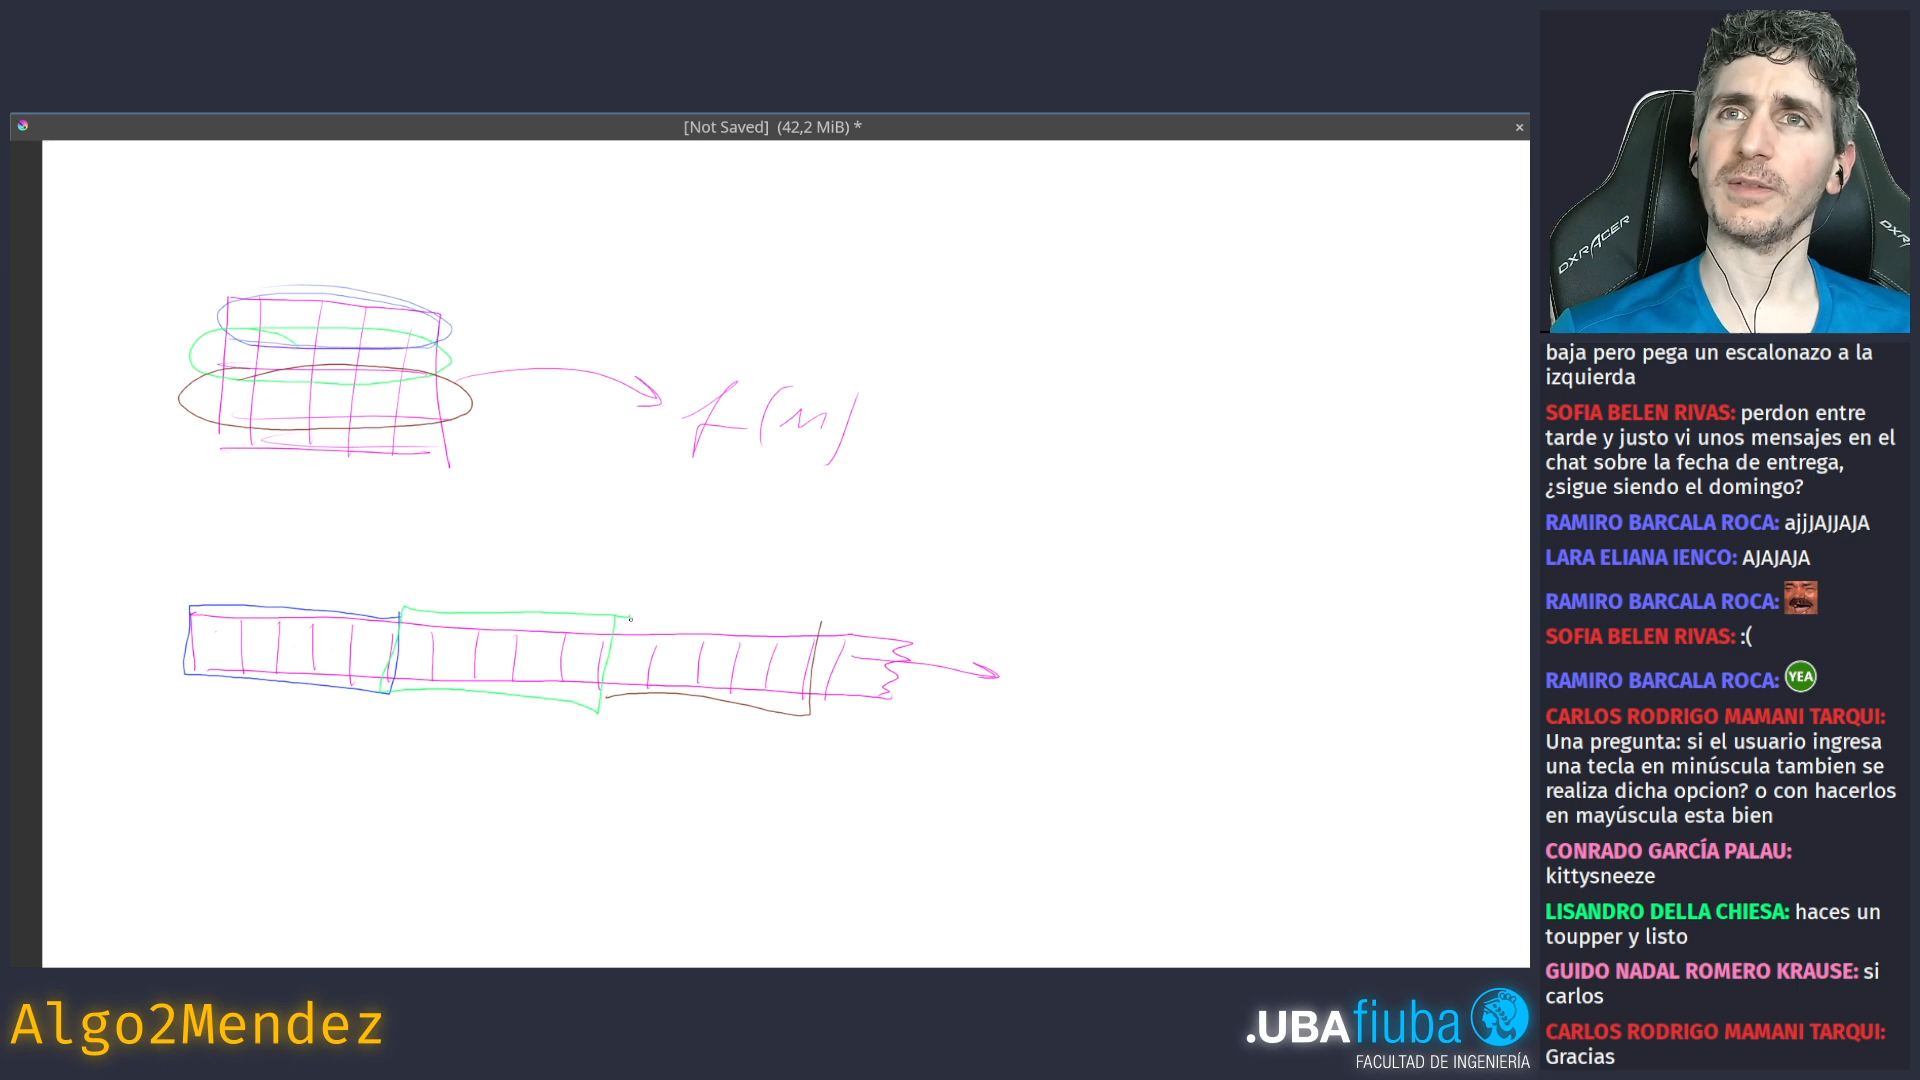 [Not Saved] (42,2 MiB) *
×
f(n)
DXRACER
baja pero pega un escalonazo a la
izquierda
SOFIA BELEN RIVAS: perdon entre
tarde y justo vi unos mensajes en el
chat sobre la fecha de entrega,
¿sigue siendo el domingo?
RAMIRO BARCALA ROCA: ajjJAJJAJA
LARA ELIANA IENCO: AJAJAJA
RAMIRO BARCALA ROCA:
SOFIA BELEN RIVAS: :(
RAMIRO BARCALA ROCA: YEA
CARLOS RODRIGO MAMANI TARQUI:
Una pregunta: si el usuario ingresa
una tecla en minúscula tambien se
realiza dicha opcion? o con hacerlos
en mayúscula esta bien
CONRADO GARCÍA PALAU:
kittysneeze
LISANDRO DELLA CHIESA: haces un
toupper y listo
GUIDO NADAL ROMERO KRAUSE: si
carlos
CARLOS RODRIGO MAMANI TARQUI:
Gracias
Algo2Mendez
.UBAfiuba
FACULTAD DE INGENIERÍA